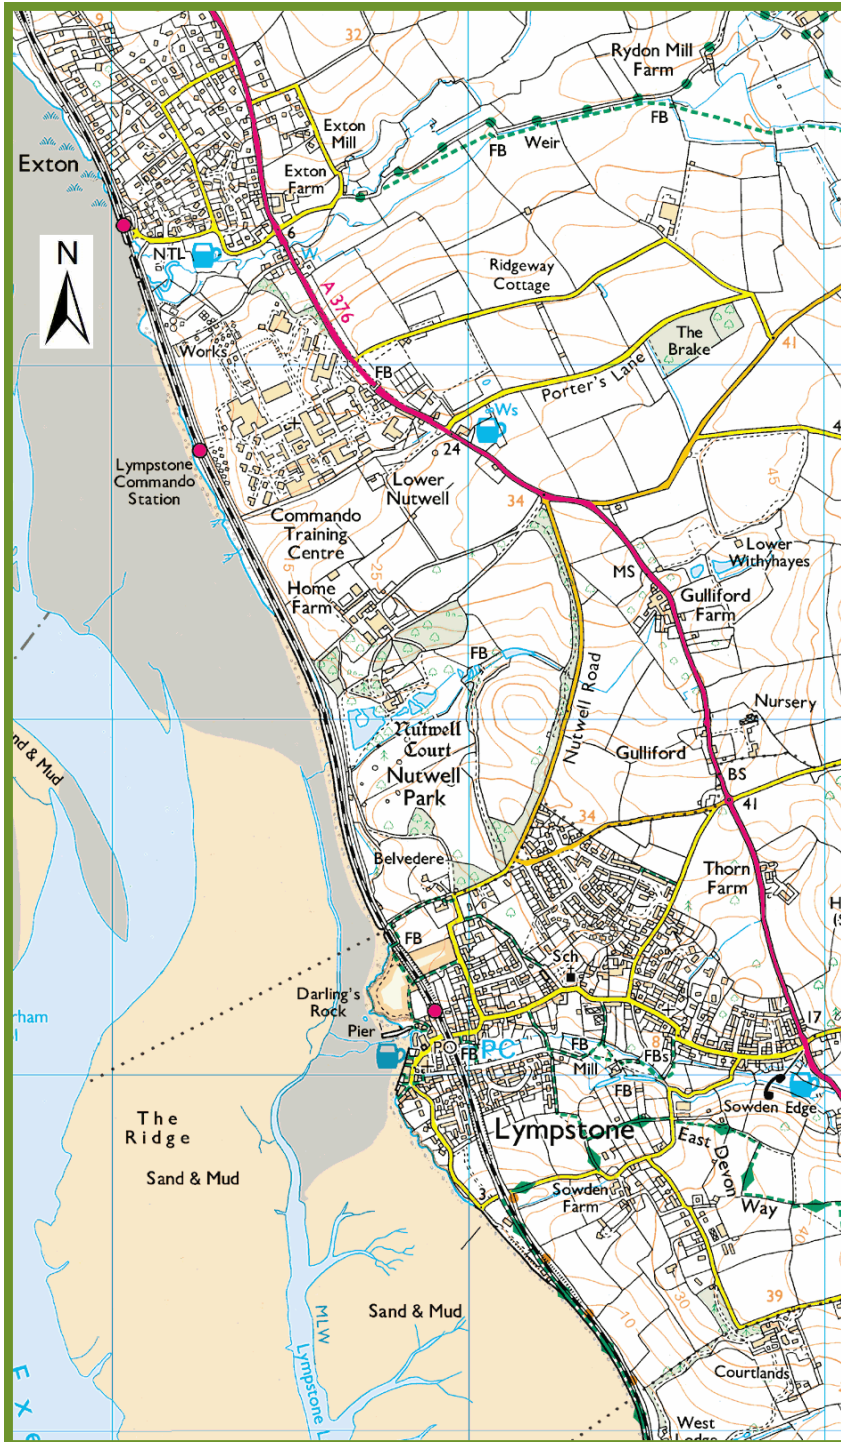 9
32
Rydon Mill
Farm
Exton
Mill
FB
Weir
FB
Exton
Exton
Farm
6
NTL
W
N
A 376
Ridgeway
Cottage
The
Brake
41
Works
FB
Porter's Lane
Ws
24
4
Lympstone
Commando
Station
Lower
Nutwell
34
45
Commando
Training
Centre
Lower
Withyhayes
MS
15
25
Home
Farm
Gulliford
Farm
FB
Nutwell Road
Nursery
Nutwell
Court
Nutwell
Park
Gulliford
nd & Mud
BS
41
34
Belvedere
Thorn
Farm
H
(S
FB
Sch
Darling's
Rock
rham
17
Pier
PO
FB
PC
FB
8
FBs
Mill
FB
Sowden Edge
The
Ridge
Lympstone
East Devon
Way
Sand & Mud
Sowden
Farm
3
40
39
30
10
Sand & Mud
MLW
Lympstone L
Courtlands
E x e
West
Lodge